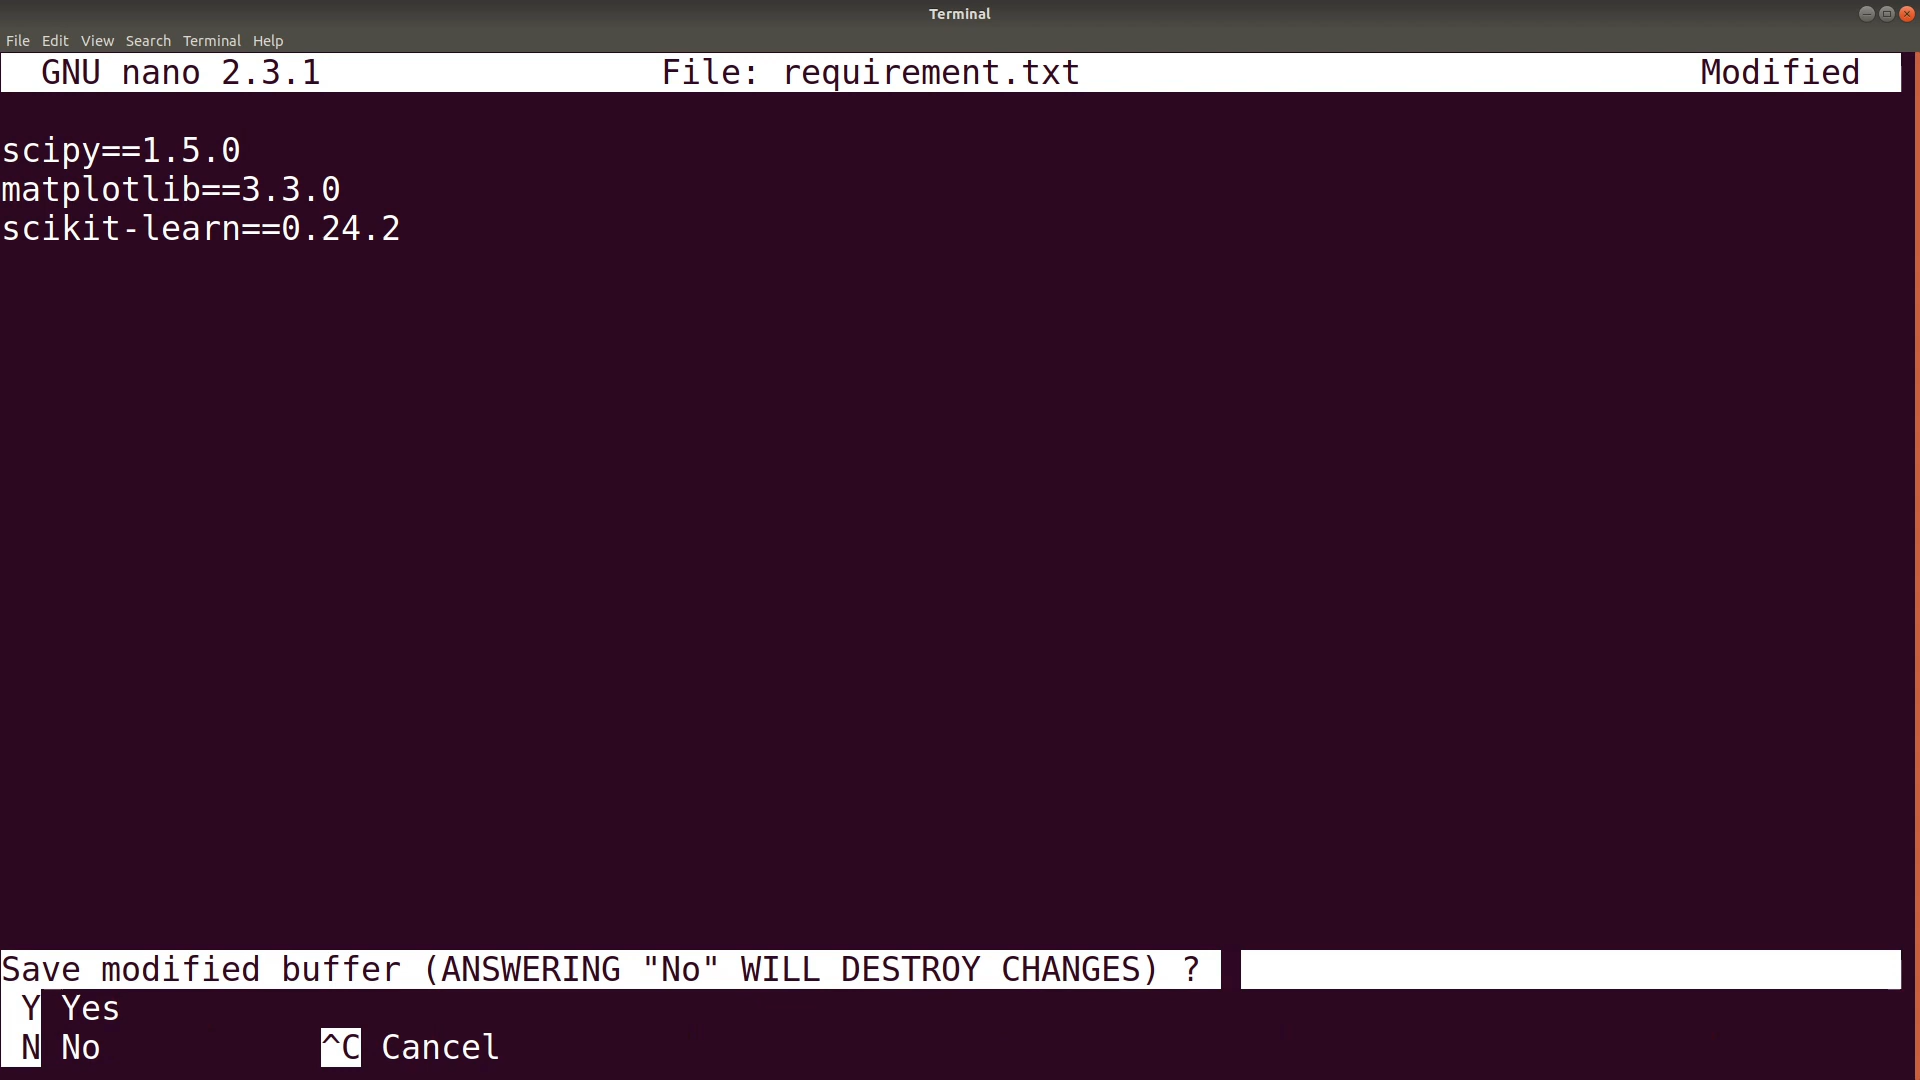 Terminal
File Edit View Search Terminal Help
GNU nano 2.3.1 File: requirement.txt Modified
scipy==1.5.0
matplotlib==3.3.0
scikit-learn==0.24.2
Save modified buffer (ANSWERING "No" WILL DESTROY CHANGES) ?
Y Yes
N No ^C Cancel